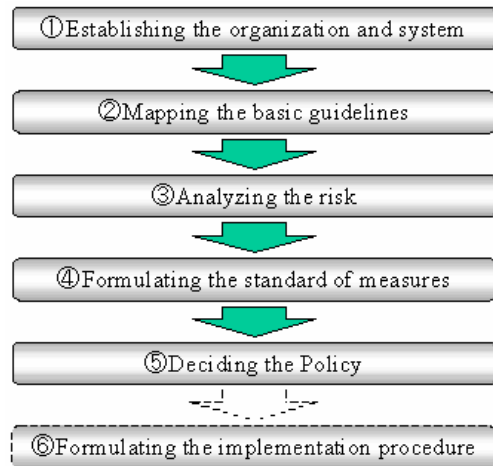 ①Establishing the organization and system
②Mapping the basic guidelines
③Analyzing the risk
④Formulating the standard of measures
⑤Deciding the Policy
⑥Formulating the implementation procedure